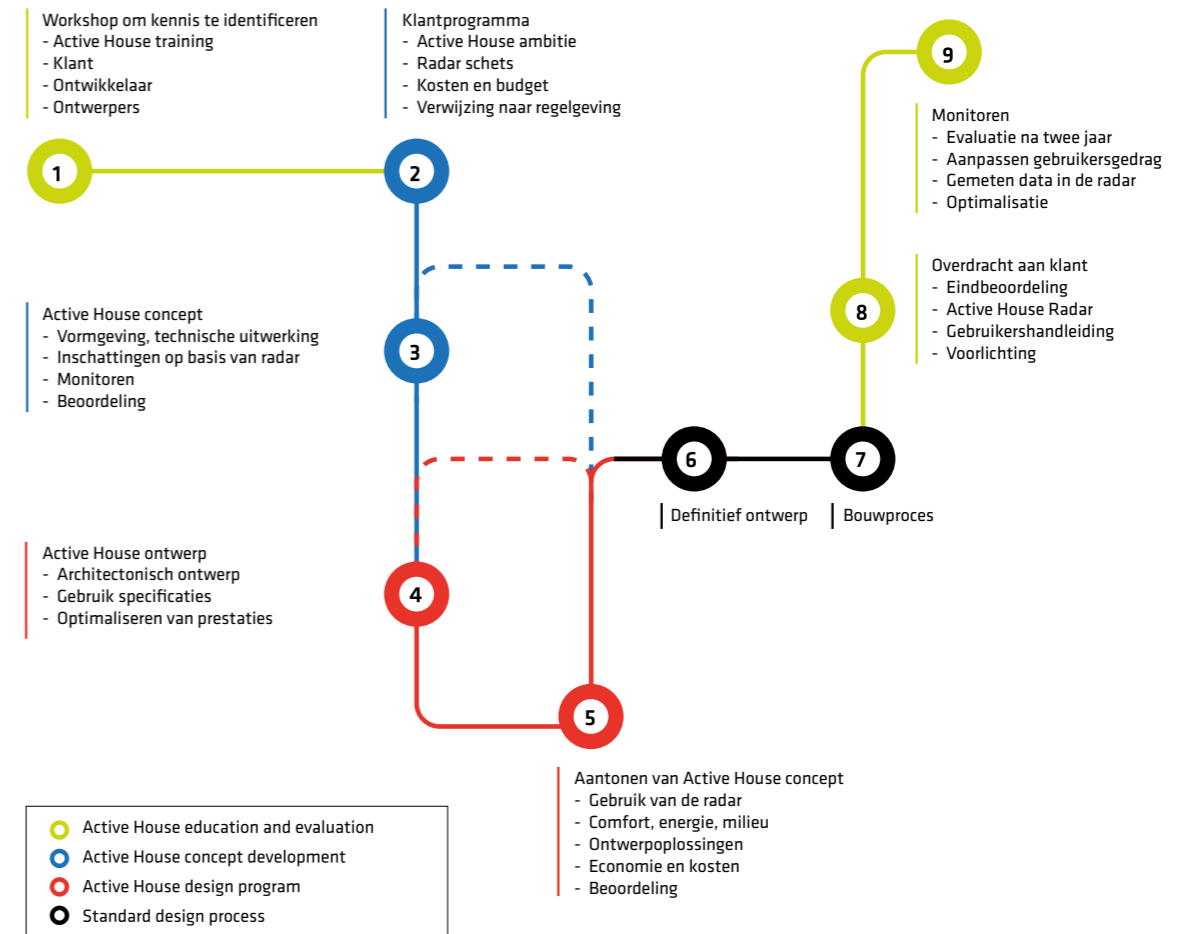 Workshop om kennis te identificeren
- Active House training
- Klant
- Ontwikkelaar
- Ontwerpers
1
Klantprogramma
- Active House ambitie
- Radar schets
- Kosten en budget
- Verwijzing naar regelgeving
2
Active House concept
- Vormgeving, technische uitwerking
- Inschattingen op basis van radar
- Monitoren
- Beoordeling
3
Active House ontwerp
- Architectonisch ontwerp
- Gebruik specificaties
- Optimaliseren van prestaties
4
5
Aantonen van Active House concept
- Gebruik van de radar
- Comfort, energie, milieu
- Ontwerpoplossingen
- Economie en kosten
- Beoordeling
6
Definitief ontwerp
7
Bouwproces
8
Overdracht aan klant
- Eindbeoordeling
- Active House Radar
- Gebruikershandleiding
- Voorlichting
9
Monitoren
- Evaluatie na twee jaar
- Aanpassen gebruikersgedrag
- Gemeten data in de radar
- Optimalisatie
Active House education and evaluation
Active House concept development
Active House design program
Standard design process